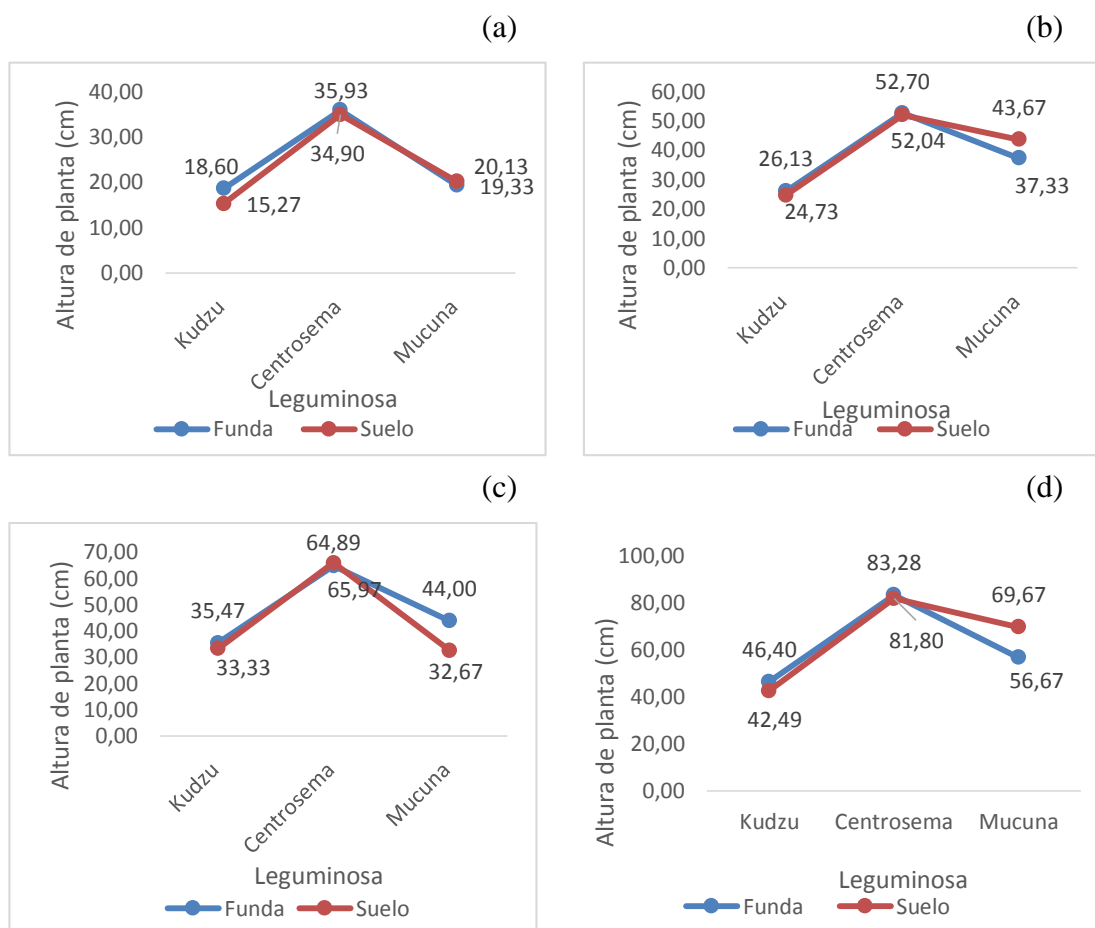 (a)
Altura de planta (cm)
40,00
30,00
20,00
10,00
0,00
35,93
18,60
34,90
20,13
15,27
19,33
Kudzu
Centrosema
Mucuna
Leguminosa
Funda
Suelo
(b)
Altura de planta (cm)
60,00
50,00
40,00
30,00
20,00
10,00
0,00
52,70
43,67
26,13
52,04
24,73
37,33
Kudzu
Centrosema
Mucuna
Leguminosa
Funda
Suelo
(c)
Altura de planta (cm)
70,00
60,00
50,00
40,00
30,00
20,00
10,00
0,00
64,89
35,47
65,97
44,00
33,33
32,67
Kudzu
Centrosema
Mucuna
Leguminosa
Funda
Suelo
(d)
Altura de planta (cm)
100,00
80,00
60,00
40,00
20,00
0,00
83,28
69,67
46,40
81,80
42,49
56,67
Kudzu
Centrosema
Mucuna
Leguminosa
Funda
Suelo